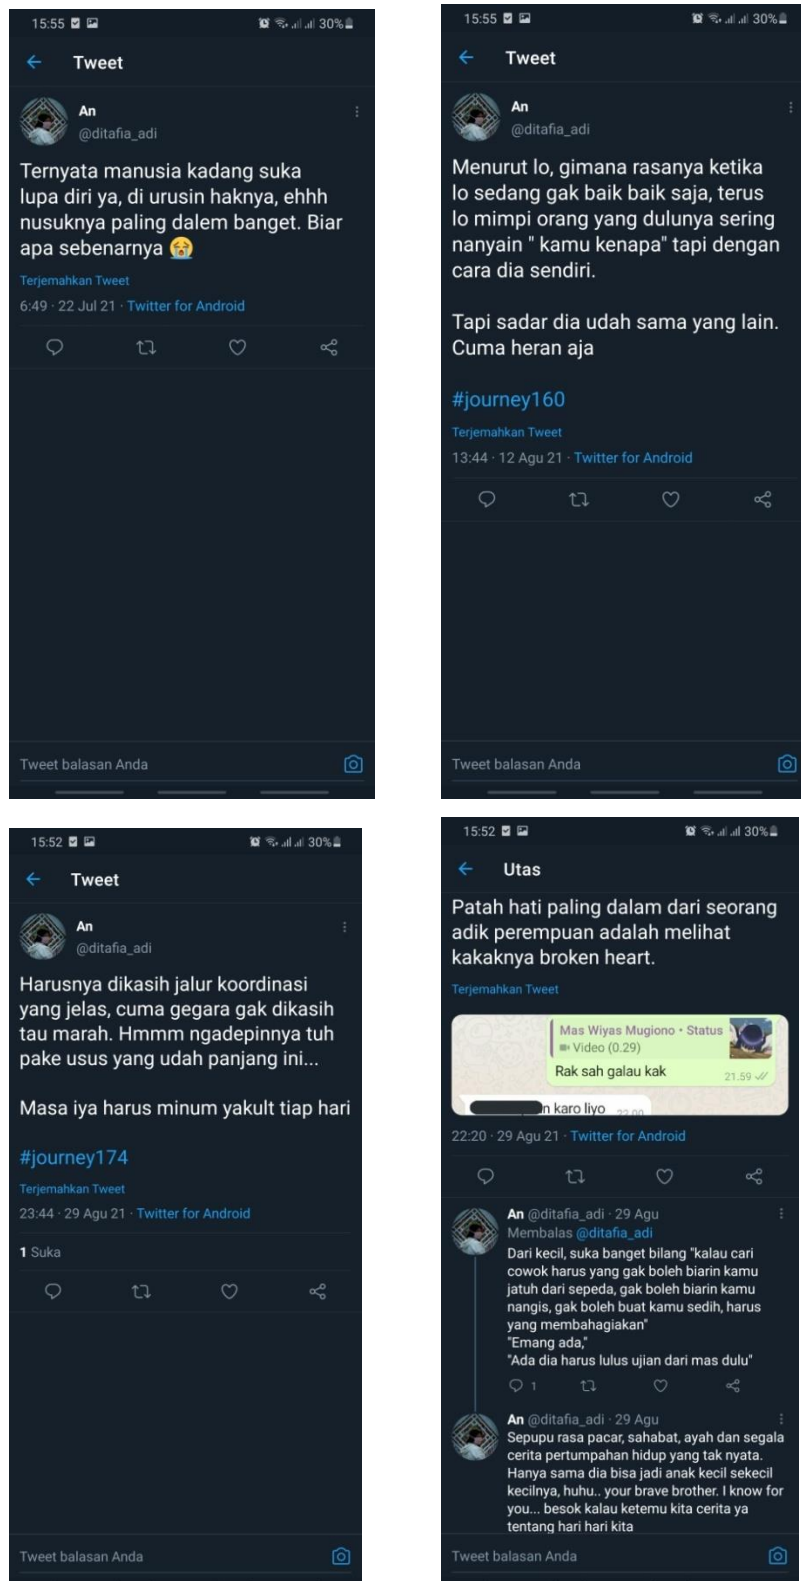 15:55 30%
Tweet
An
@ditafia_adi
Ternyata manusia kadang suka
lupa diri ya, di urusin haknya, ehhh
nusuknya paling dalem banget. Biar
apa sebenarnya 😭
Terjemahkan Tweet
6:49 · 22 Jul 21 · Twitter for Android
Tweet balasan Anda
15:55 30%
Tweet
An
@ditafia_adi
Menurut lo, gimana rasanya ketika
lo sedang gak baik baik saja, terus
lo mimpi orang yang dulunya sering
nanyain " kamu kenapa" tapi dengan
cara dia sendiri.
Tapi sadar dia udah sama yang lain.
Cuma heran aja
#journey160
Terjemahkan Tweet
13:44 · 12 Agu 21 · Twitter for Android
Tweet balasan Anda
15:52 30%
Tweet
An
@ditafia_adi
Harusnya dikasih jalur koordinasi
yang jelas, cuma gegara gak dikasih
tau marah. Hmmm ngadepinnya tuh
pake usus yang udah panjang ini...
Masa iya harus minum yakult tiap hari
#journey174
Terjemahkan Tweet
23:44 · 29 Agu 21 · Twitter for Android
1 Suka
Tweet balasan Anda
15:52 30%
Utas
Patah hati paling dalam dari seorang
adik perempuan adalah melihat
kakaknya broken heart.
Terjemahkan Tweet
Mas Wiyas Mugiono • Status
Video (0.29)
Rak sah galau kak 21.59
n karo liyo 22.00
22:20 · 29 Agu 21 · Twitter for Android
An @ditafia_adi · 29 Agu
Membalas @ditafia_adi
Dari kecil, suka banget bilang "kalau cari
cowok harus yang gak boleh biarin kamu
jatuh dari sepeda, gak boleh biarin kamu
nangis, gak boleh buat kamu sedih, harus
yang membahagiakan"
"Emang ada,"
"Ada dia harus lulus ujian dari mas dulu"
1
An @ditafia_adi · 29 Agu
Sepupu rasa pacar, sahabat, ayah dan segala
cerita pertumpahan hidup yang tak nyata.
Hanya sama dia bisa jadi anak kecil sekecil
kecilnya, huhu.. your brave brother. I know for
you... besok kalau ketemu kita cerita ya
tentang hari hari kita
Tweet balasan Anda